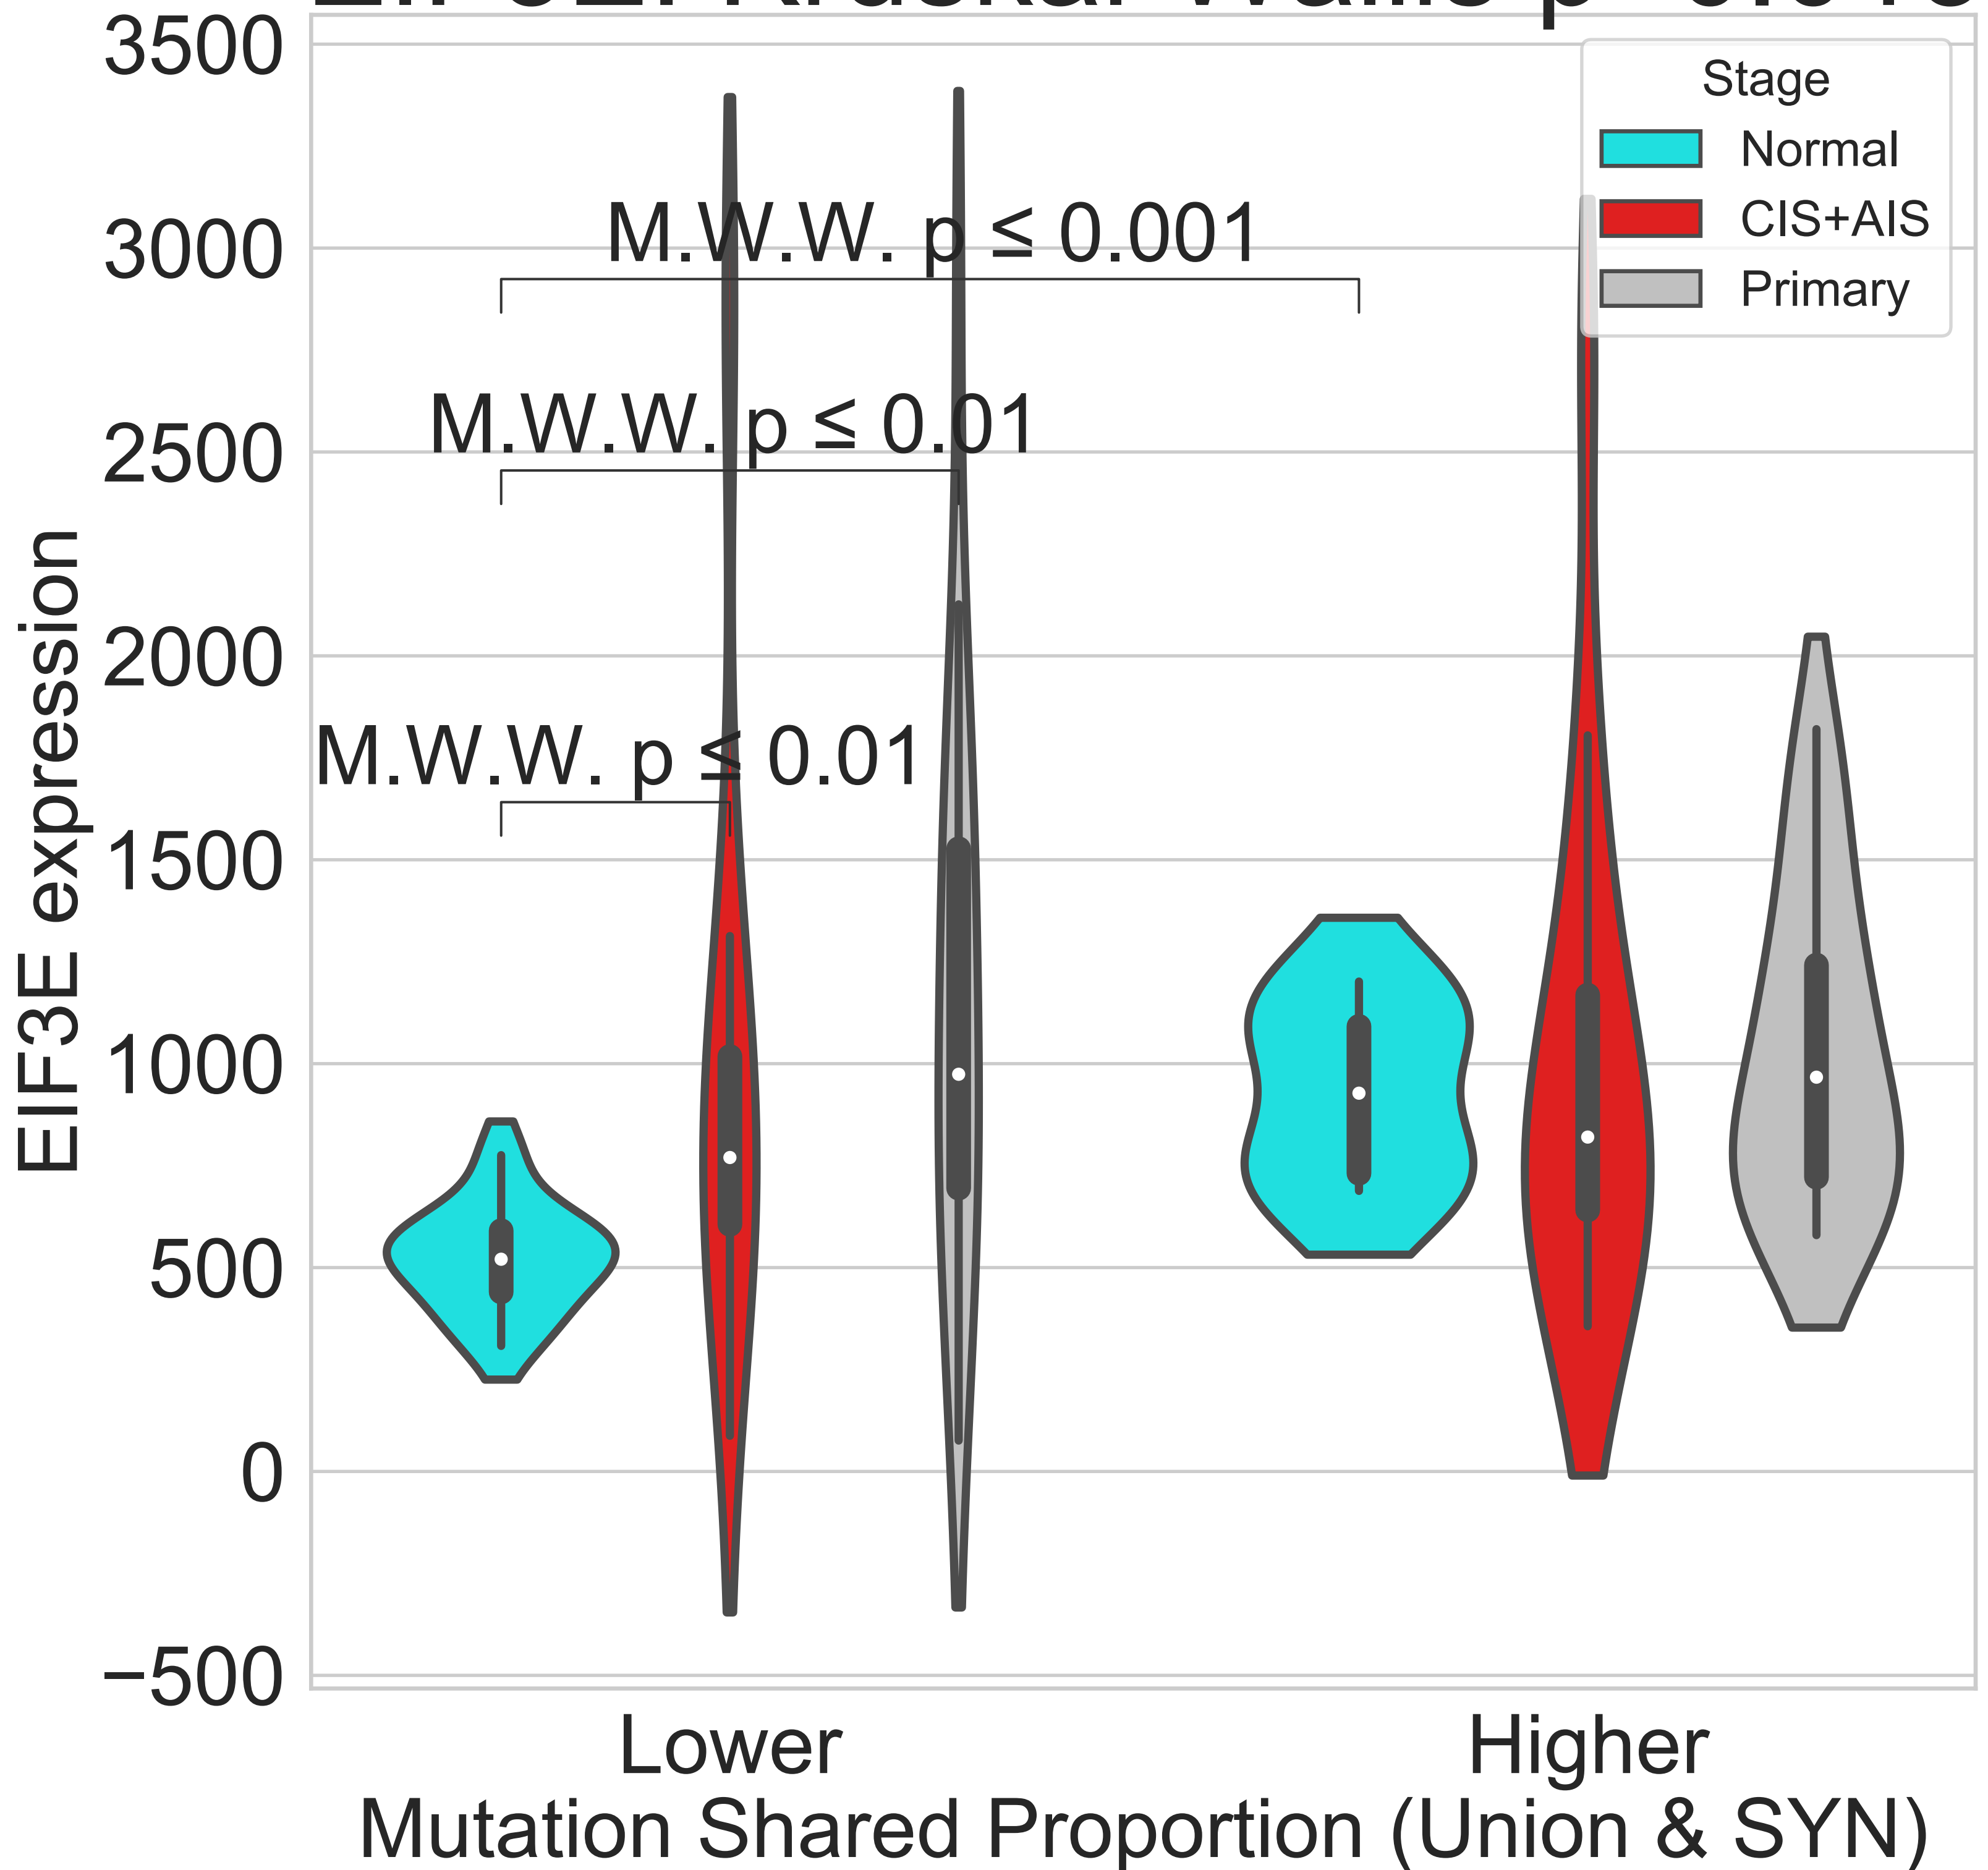 3500
3000
2500
2000
1500
1000
500
0
−500
EIF3E expression
Stage
Normal
CIS+AIS
Primary
M.W.W. p ≤ 0.001
M.W.W. p ≤ 0.01
M.W.W. p ≤ 0.01
Lower
Higher
Mutation Shared Proportion (Union & SYN)